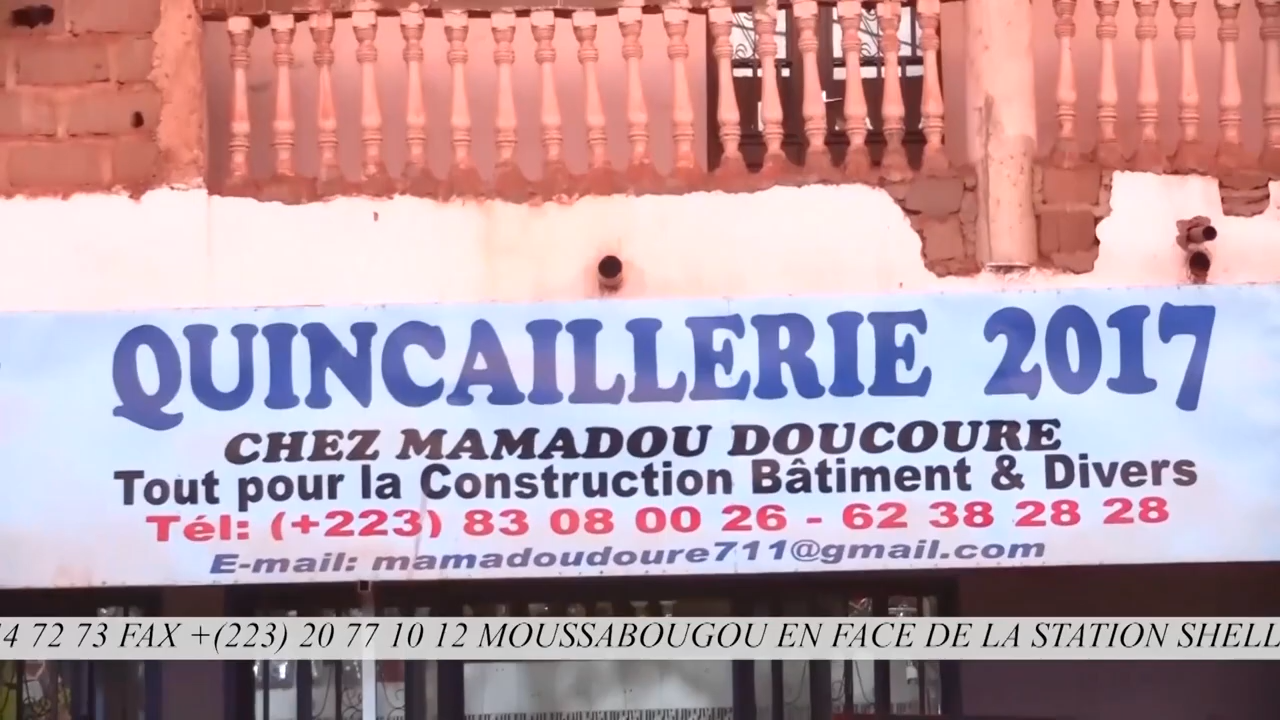 QUINCAILLERIE 2017
CHEZ MAMADOU DOUCOURE
Tout pour la Construction Bâtiment & Divers
Tél: (+223) 83 08 00 26 - 62 38 28 28
E-mail: mamadoudoure711@gmail.com
4 72 73 FAX +(223) 20 77 10 12 MOUSSABOUGOU EN FACE DE LA STATION SHELL